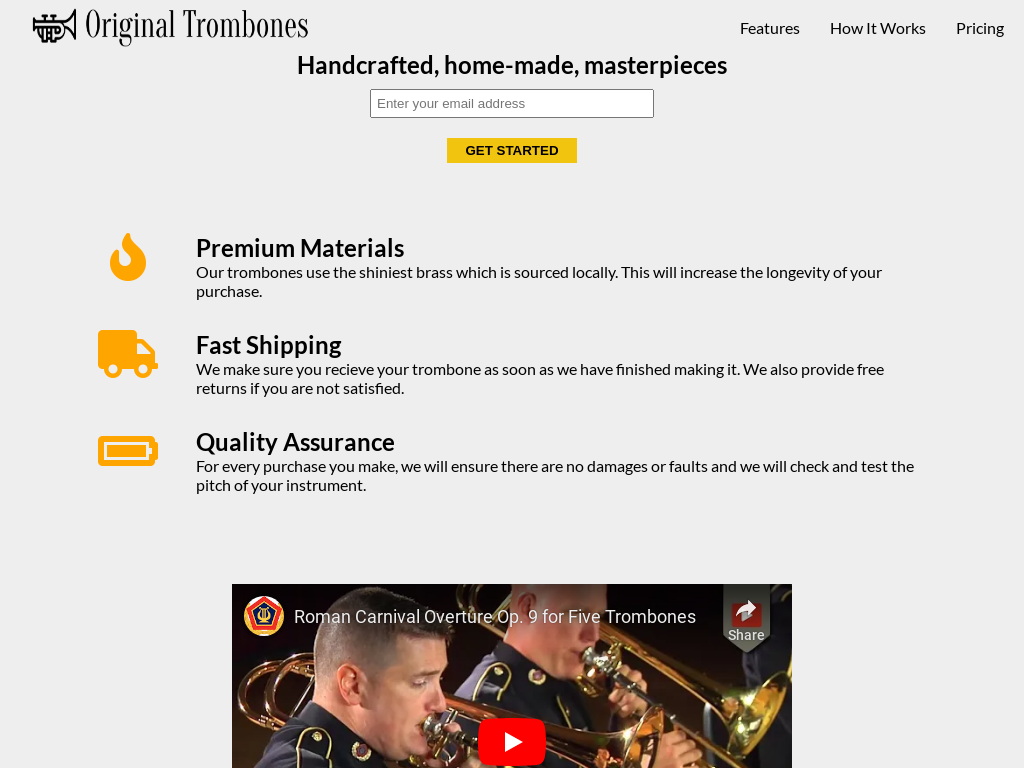 Original Trombones
Features
How It Works
Pricing
Handcrafted, home-made, masterpieces
Enter your email address
GET STARTED
Premium Materials
Our trombones use the shiniest brass which is sourced locally. This will increase the longevity of your
purchase.
Fast Shipping
We make sure you recieve your trombone as soon as we have finished making it. We also provide free
returns if you are not satisfied.
Quality Assurance
For every purchase you make, we will ensure there are no damages or faults and we will check and test the
pitch of your instrument.
Roman Carnival Overture Op. 9 for Five Trombones
Share